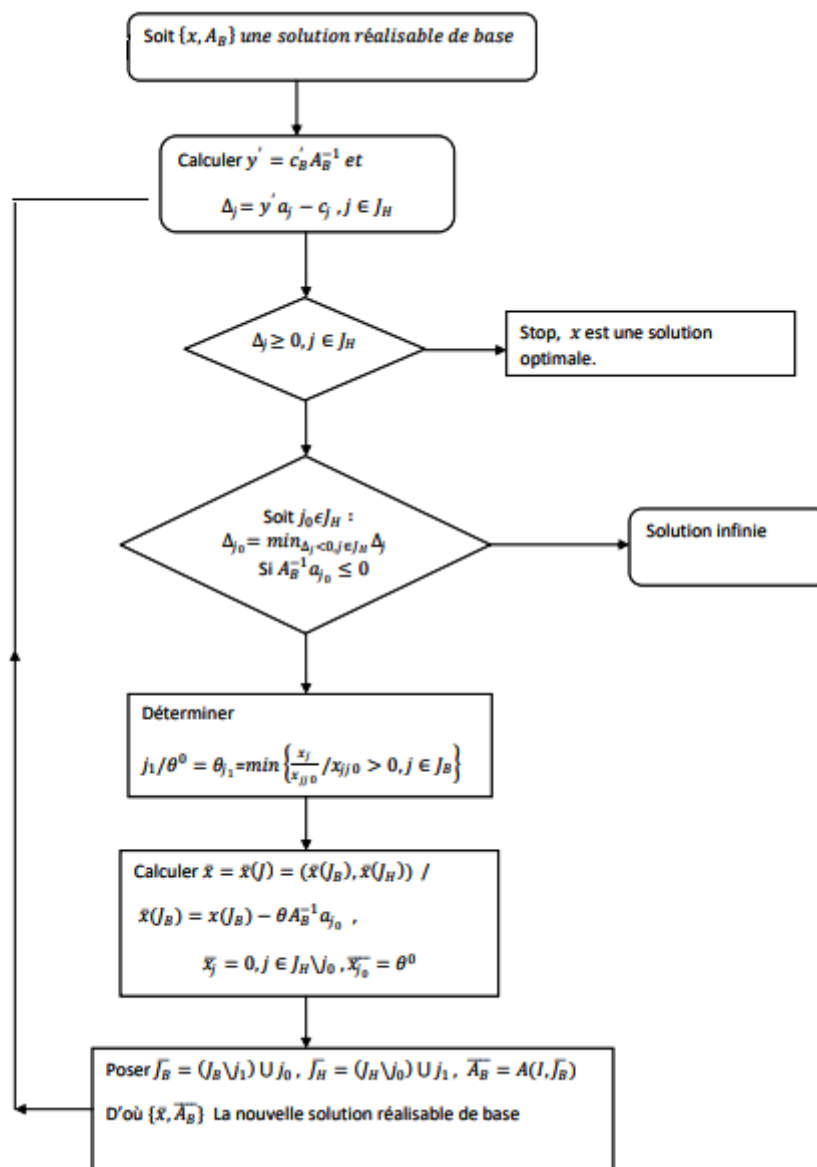 Soit {x, A_B} une solution réalisable de base
Calculer y' = c'_B A_B^{-1} et
Δ_j = y' a_j − c_j , j ∈ J_H
Δ_j ≥ 0, j ∈ J_H
Stop, x est une solution
optimale.
Soit j_0 ϵ J_H :
Δ_{j_0} = min_{Δ_j<0, j∈J_H} Δ_j
Si A_B^{-1} a_{j_0} ≤ 0
Solution infinie
Déterminer
j_1/θ^0 = θ_{j_1}=min{x_j/x_{jj0} /x_{jj0} > 0, j ∈ J_B}
Calculer x̄ = x̄(J) = (x̄(J_B), x̄(J_H)) /
x̄(J_B) = x(J_B) − θ A_B^{-1} a_{j_0} ,
x̄_j = 0, j ∈ J_H\j_0 , x̄_{j_0} = θ^0
Poser J̄_B = (J_B\j_1) ∪ j_0 , J̄_H = (J_H\j_0) ∪ j_1 , Ā_B = A(I, J̄_B)
D'où {x̄, Ā_B} La nouvelle solution réalisable de base